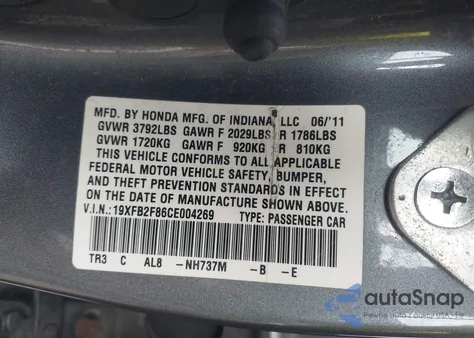 MFD. BY HONDA MFG. OF INDIANA, LLC 06/'11
GVWR 3792LBS GAWR F 2029LBS R 1786LBS
GVWR 1720KG GAWR F 920KG R 810KG
THIS VEHICLE CONFORMS TO ALL APPLICABLE
FEDERAL MOTOR VEHICLE SAFETY, BUMPER,
AND THEFT PREVENTION STANDARDS IN EFFECT
ON THE DATE OF MANUFACTURE SHOWN ABOVE.
V.I.N.:19XFB2F86CE004269 TYPE: PASSENGER CAR
TR3 C AL8 -NH737M -B -E
autoSnap